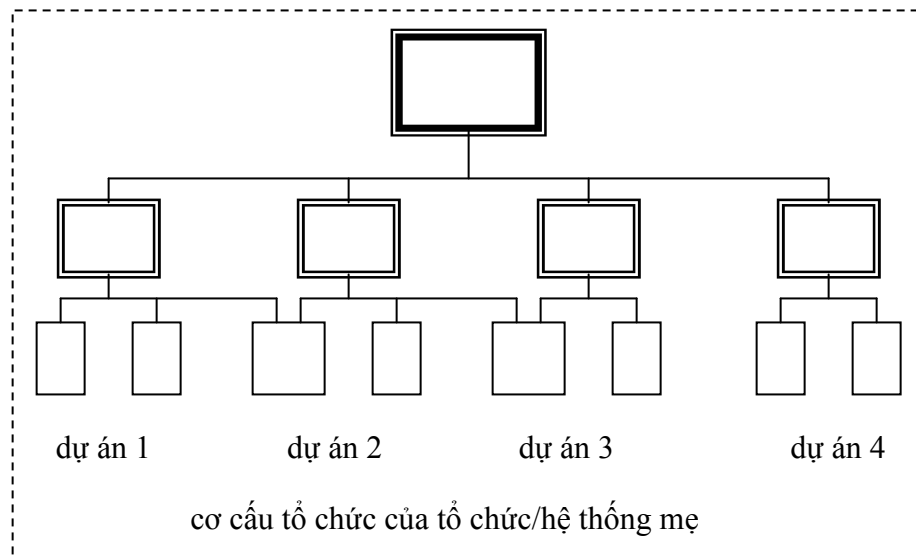 dự án 1 dự án 2 dự án 3 dự án 4
cơ cấu tổ chức của tổ chức/hệ thống mẹ